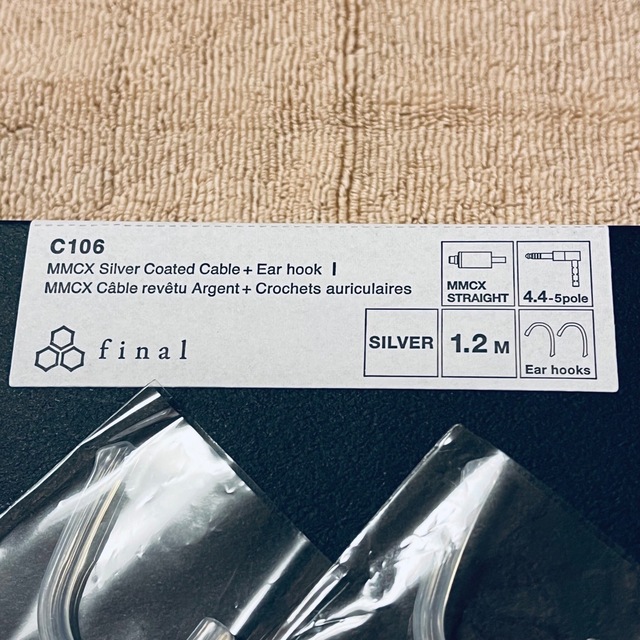 C106
MMCX Silver Coated Cable + Ear hook I
MMCX Câble revêtu Argent + Crochets auriculaires
final
MMCX
STRAIGHT
4.4-5pole
SILVER
1.2 M
Ear hooks